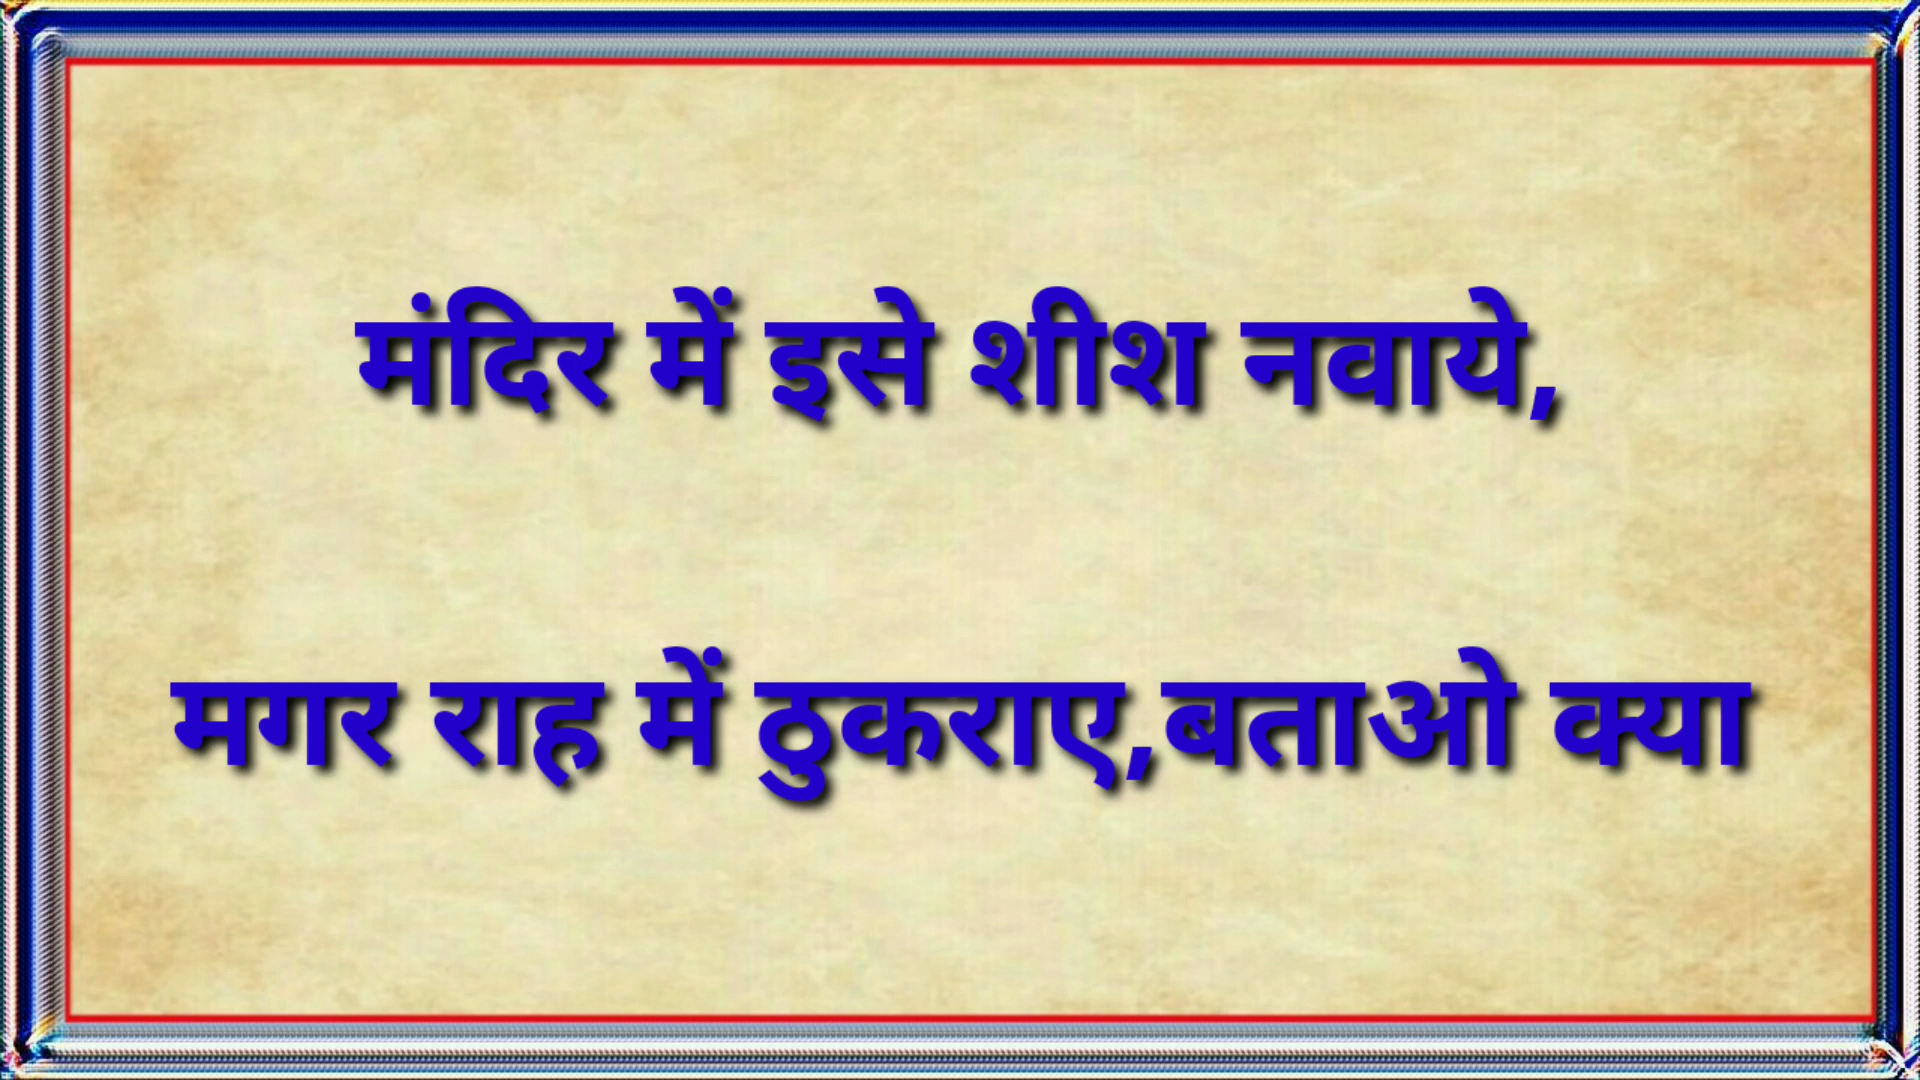 मंदिर में इसे शीश नवाये,
मगर राह में ठुकराए,बताओ क्या